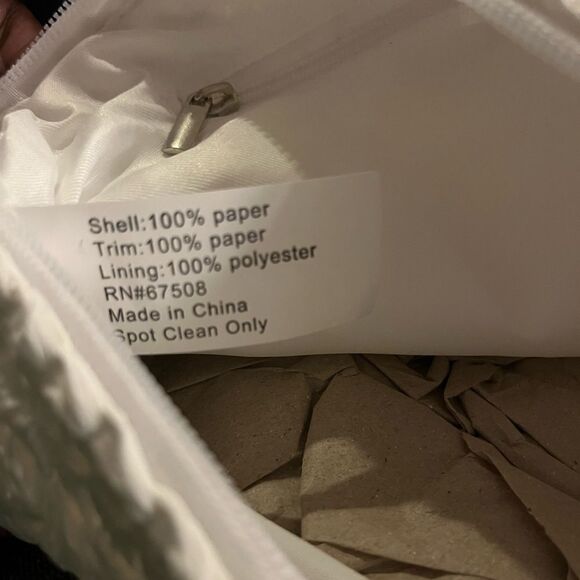 Shell:100% paper
Trim:100% paper
Lining:100% polyester
RN#67508
Made in China
Spot Clean Only